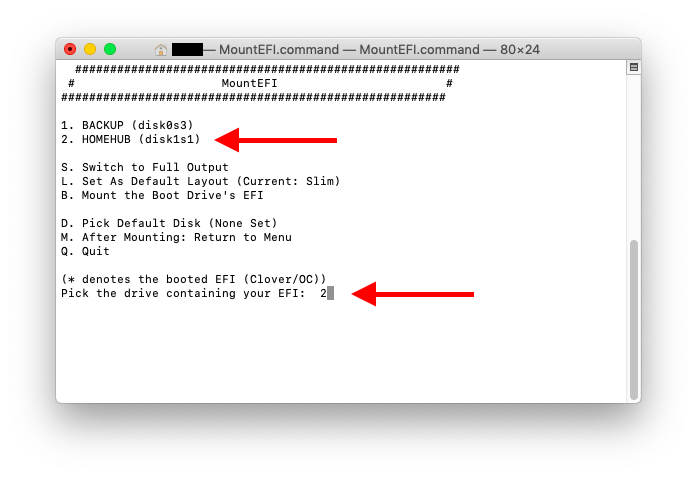 — MountEFI.command — MountEFI.command — 80×24
#######################################################
# MountEFI #
#######################################################
1. BACKUP (disk0s3)
2. HOMEHUB (disk1s1)
S. Switch to Full Output
L. Set As Default Layout (Current: Slim)
B. Mount the Boot Drive's EFI
D. Pick Default Disk (None Set)
M. After Mounting: Return to Menu
Q. Quit
(* denotes the booted EFI (Clover/OC))
Pick the drive containing your EFI: 2